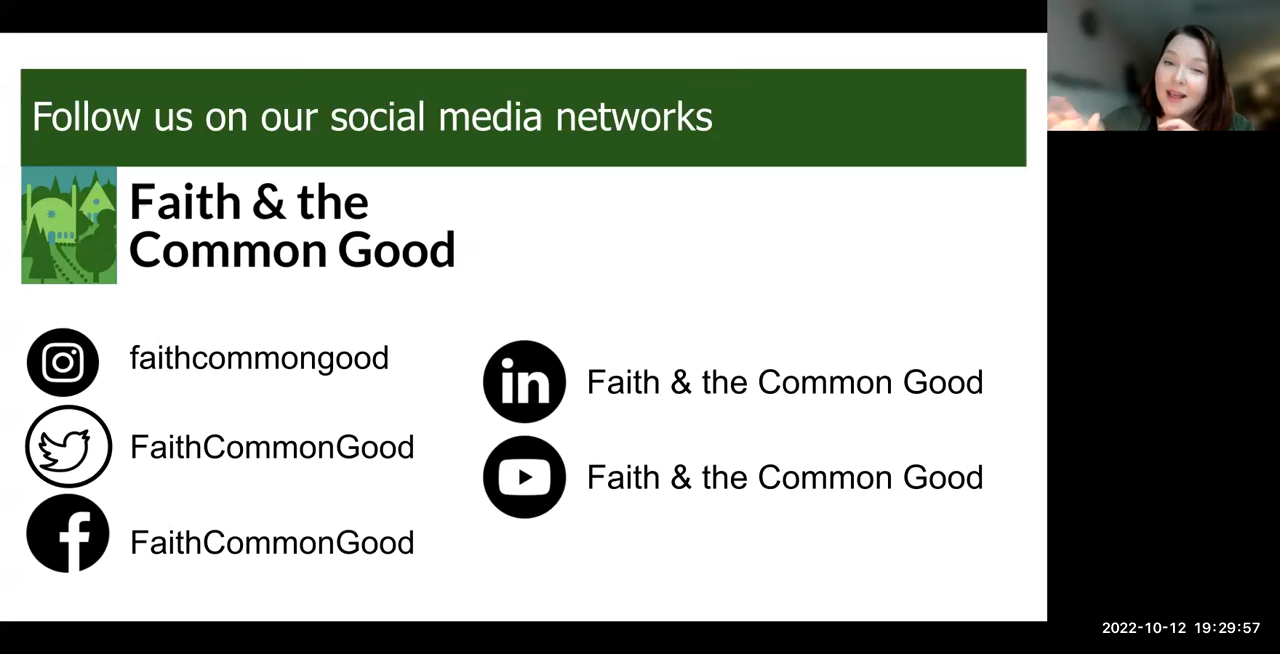 Follow us on our social media networks
Faith & the
Common Good
faithcommongood
FaithCommonGood
FaithCommonGood
in Faith & the Common Good
Faith & the Common Good
2022-10-12 19:29:57